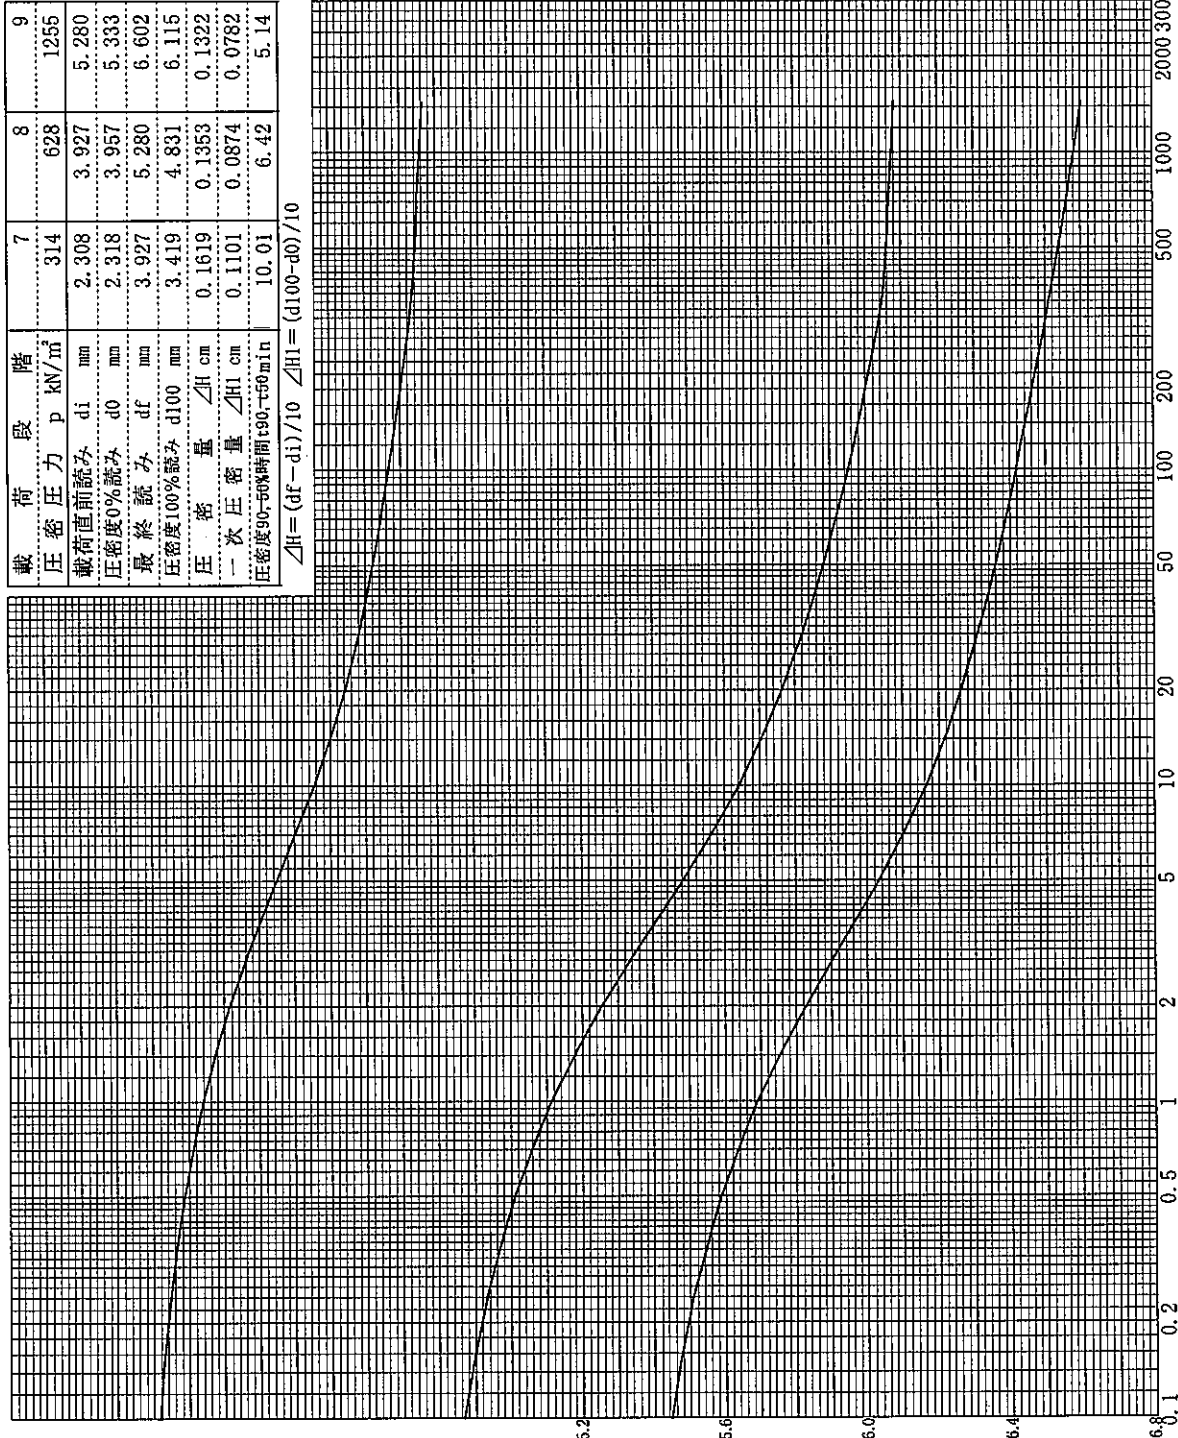 載荷段階 7 8 9
圧密圧力 p kN/㎡ 314 628 1255
載荷直前読み di mm 2.308 3.927 5.280
圧密度0%読み d0 mm 2.318 3.957 5.333
最終読み df mm 3.927 5.280 6.602
圧密度100%読み d100 mm 3.419 4.831 6.115
圧密量 ⊿H cm 0.1619 0.1353 0.1322
一次圧密量 ⊿H1 cm 0.1101 0.0874 0.0782
圧密度90,50%時間t90,t50min 10.01 6.42 5.14
⊿H=(df-di)/10 ⊿H1=(d100-d0)/10
5.2
5.6
6.0
6.4
6.8
0.1 0.2 0.5 1 2 5 10 20 50 100 200 500 1000 2000 300